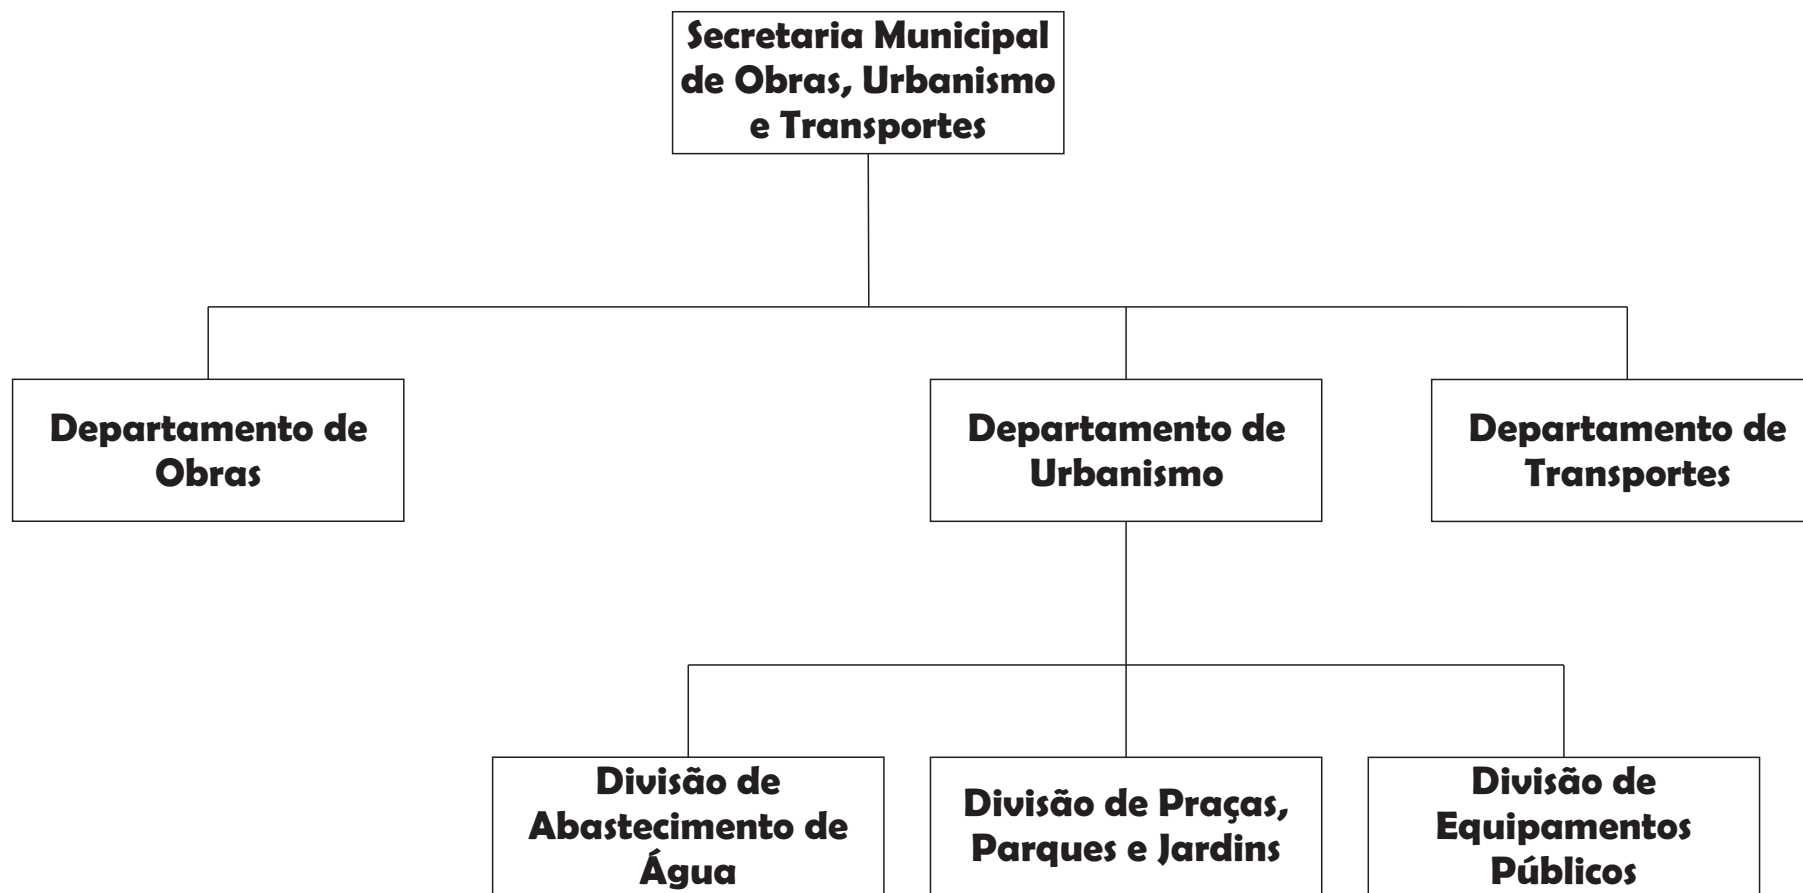 Secretaria Municipal
de Obras, Urbanismo
e Transportes
Departamento de
Obras
Departamento de
Urbanismo
Departamento de
Transportes
Divisão de
Abastecimento de
Água
Divisão de Praças,
Parques e Jardins
Divisão de
Equipamentos
Públicos